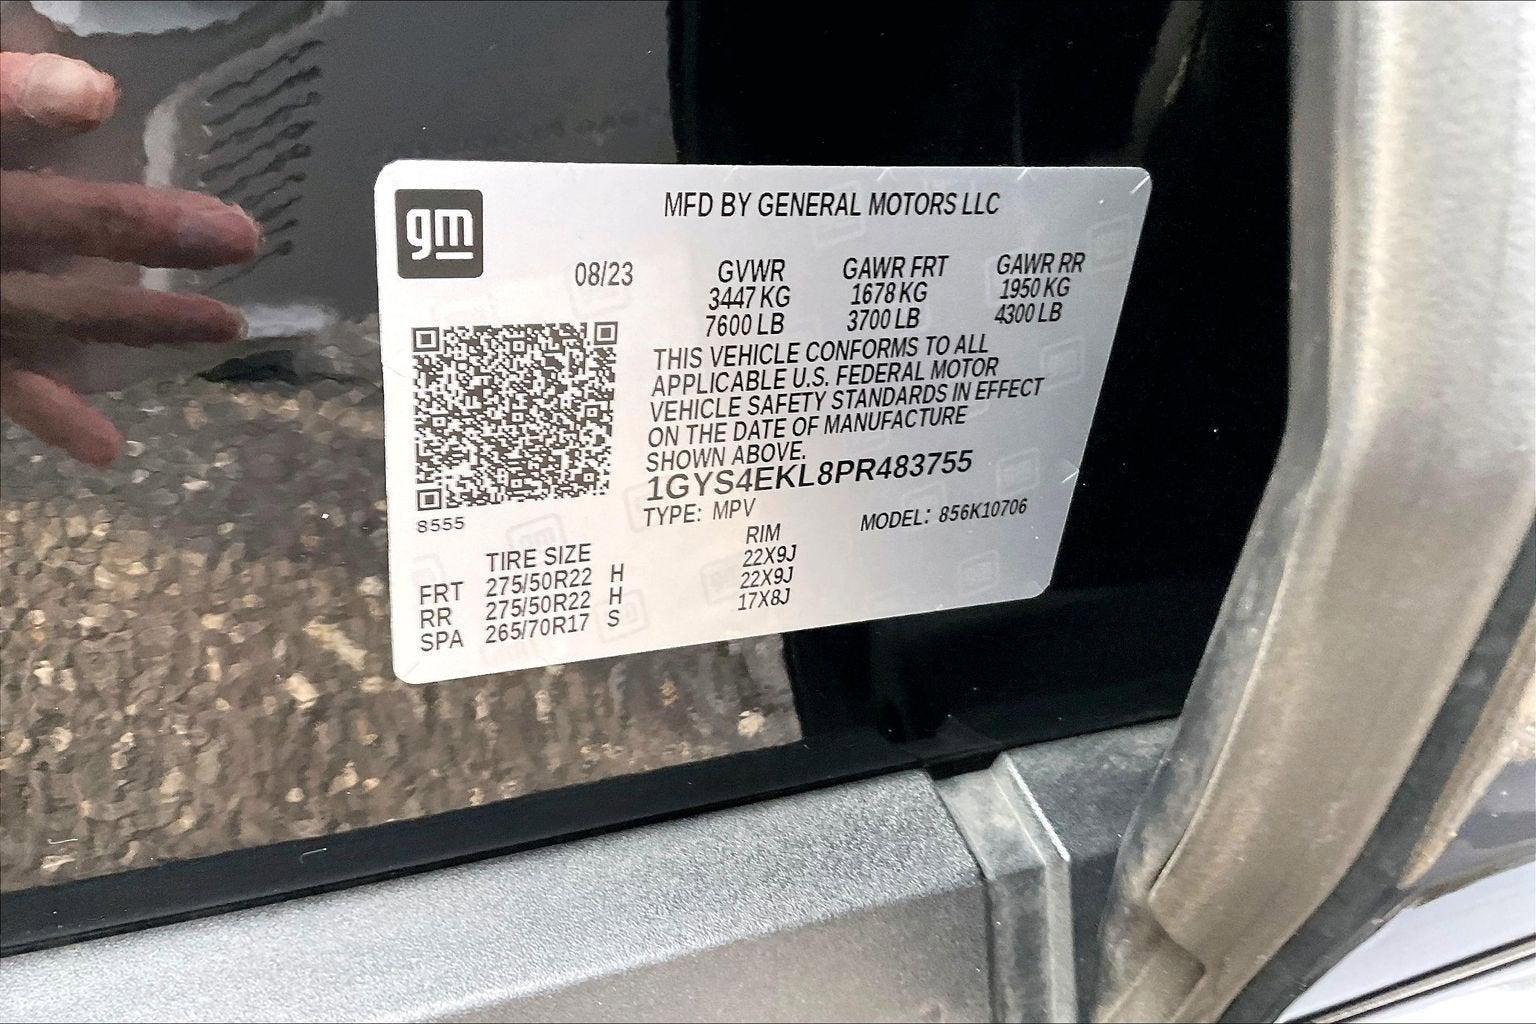 gm
MFD BY GENERAL MOTORS LLC
08/23 GVWR GAWR FRT GAWR RR
3447 KG 1678 KG 1950 KG
7600 LB 3700 LB 4300 LB
THIS VEHICLE CONFORMS TO ALL
APPLICABLE U.S. FEDERAL MOTOR
VEHICLE SAFETY STANDARDS IN EFFECT
ON THE DATE OF MANUFACTURE
SHOWN ABOVE.
1GYS4EKL8PR483755
8555
TYPE: MPV MODEL: 856K10706
TIRE SIZE RIM
FRT 275/50R22 H 22X9J
RR 275/50R22 H 22X9J
SPA 265/70R17 S 17X8J